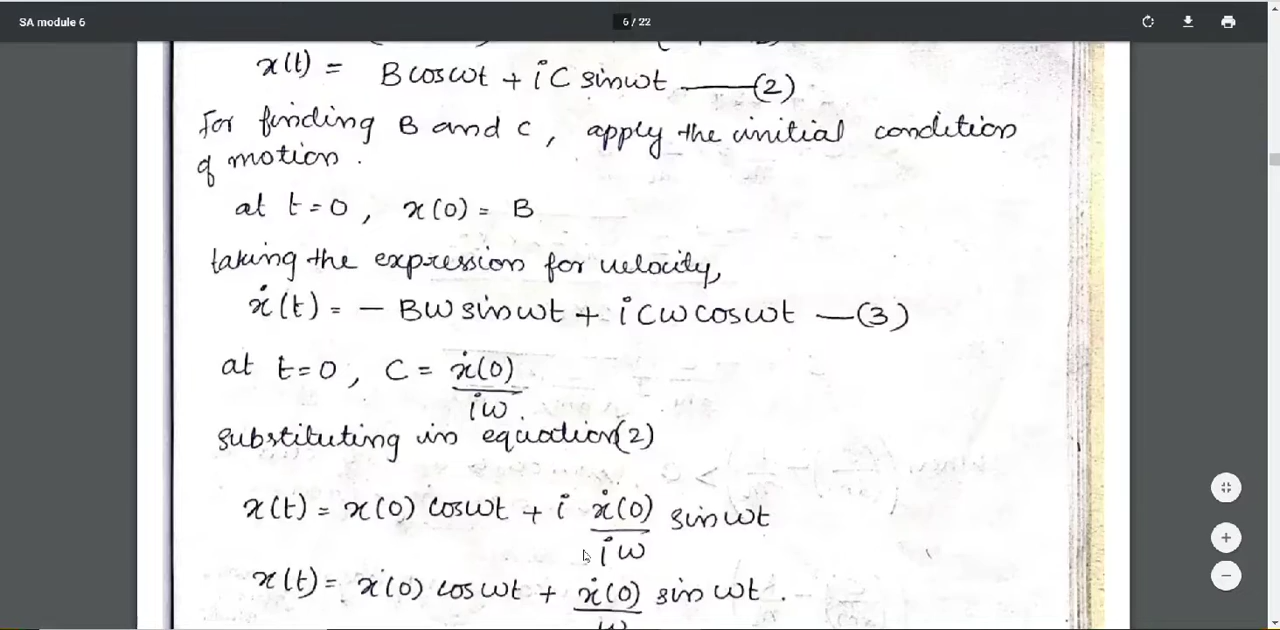 SA module 6
6 / 22
x(t) = B cos ωt + i C sin ωt ——(2)
for finding B and C, apply the initial condition
of motion.
at t = 0, x(0) = B
taking the expression for velocity,
ẋ(t) = - Bω sin ωt + i Cω cos ωt —(3)
at t = 0, C = ẋ(0)
iω.
substituting in equation(2)
x(t) = x(0) cos ωt + i ẋ(0) sin ωt
iω
x(t) = x(0) cos ωt + ẋ(0) sin ωt.
ω